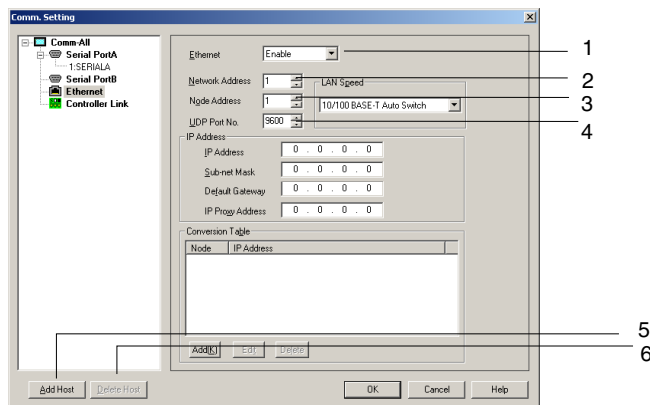 Comm. Setting
Comm-All
Serial PortA
1:SERIALA
Serial PortB
Ethernet
Controller Link
Ethernet Enable 1
Network Address 1 2
LAN Speed
Node Address 1 10/100 BASE-T Auto Switch 3
UDP Port No. 9600 4
IP Address
IP Address 0 . 0 . 0 . 0
Sub-net Mask 0 . 0 . 0 . 0
Default Gateway 0 . 0 . 0 . 0
IP Proxy Address 0 . 0 . 0 . 0
Conversion Table
Node IP Address
Add(K) Edit Delete
5
6
Add Host Delete Host OK Cancel Help